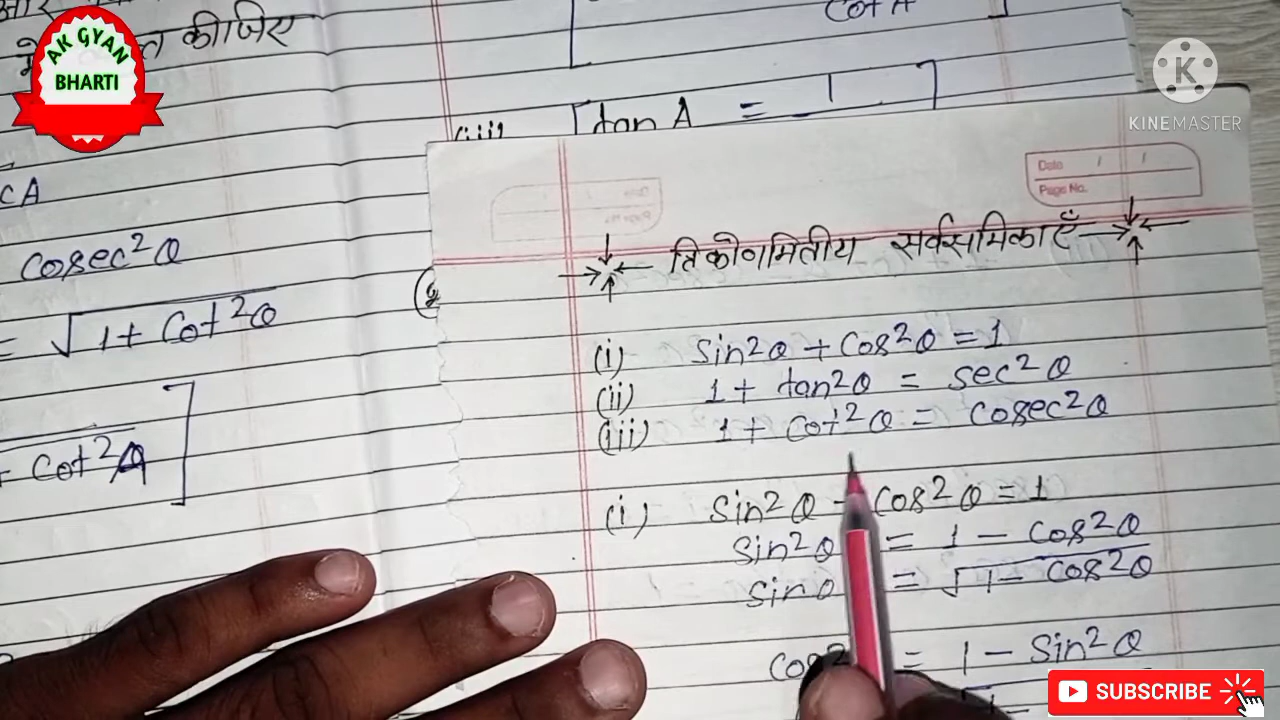 कीजिए
AK GYAN
BHARTI
cot A
(iii) tan A = 1
KINEMASTER
Date
Page No.
cosec²θ
= √1 + cot²θ
cot²A
त्रिकोणमितीय सर्वसमिकाएँ
(i) sin²θ + cos²θ = 1
(ii) 1 + tan²θ = sec²θ
(iii) 1 + cot²θ = cosec²θ
(i) sin²θ + cos²θ = 1
sin²θ = 1 - cos²θ
sinθ = √1 - cos²θ
cos² = 1 - sin²θ
SUBSCRIBE